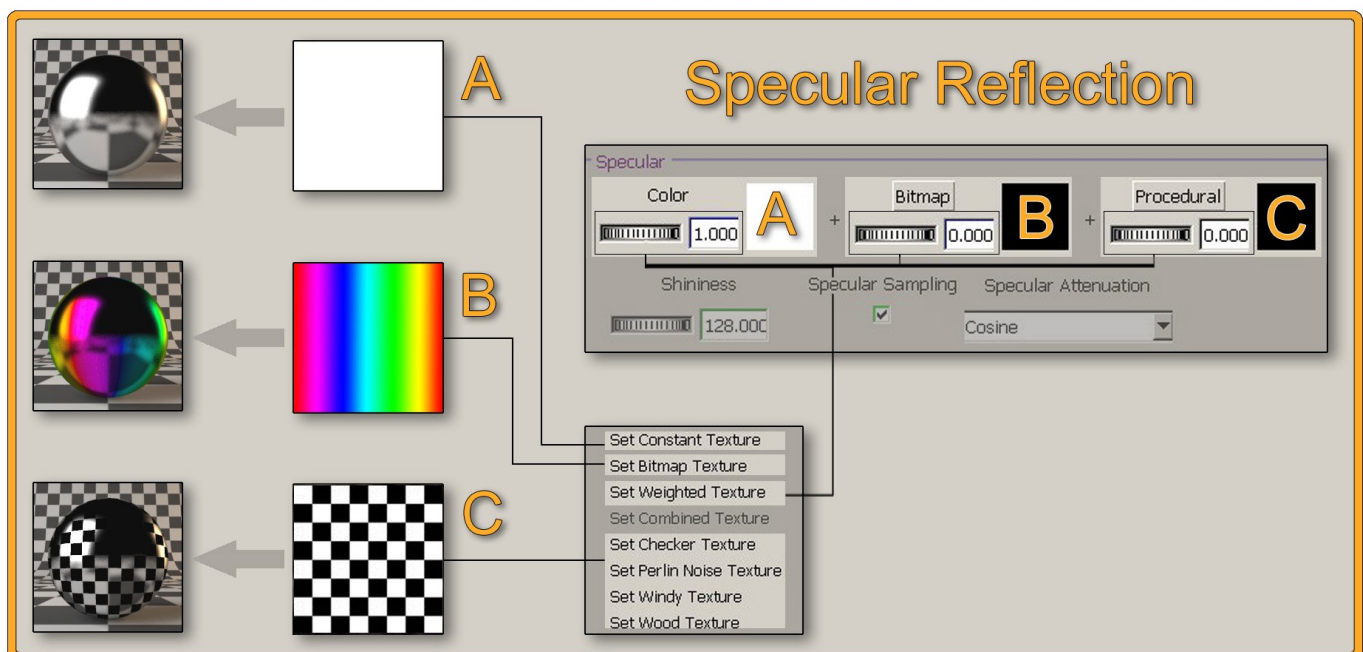 Specular Reflection
A
B
C
Specular
Color
A
1.000
+
Bitmap
B
0.000
+
Procedural
C
0.000
Shininess
128.000
Specular Sampling
Specular Attenuation
Cosine
Set Constant Texture
Set Bitmap Texture
Set Weighted Texture
Set Combined Texture
Set Checker Texture
Set Perlin Noise Texture
Set Windy Texture
Set Wood Texture